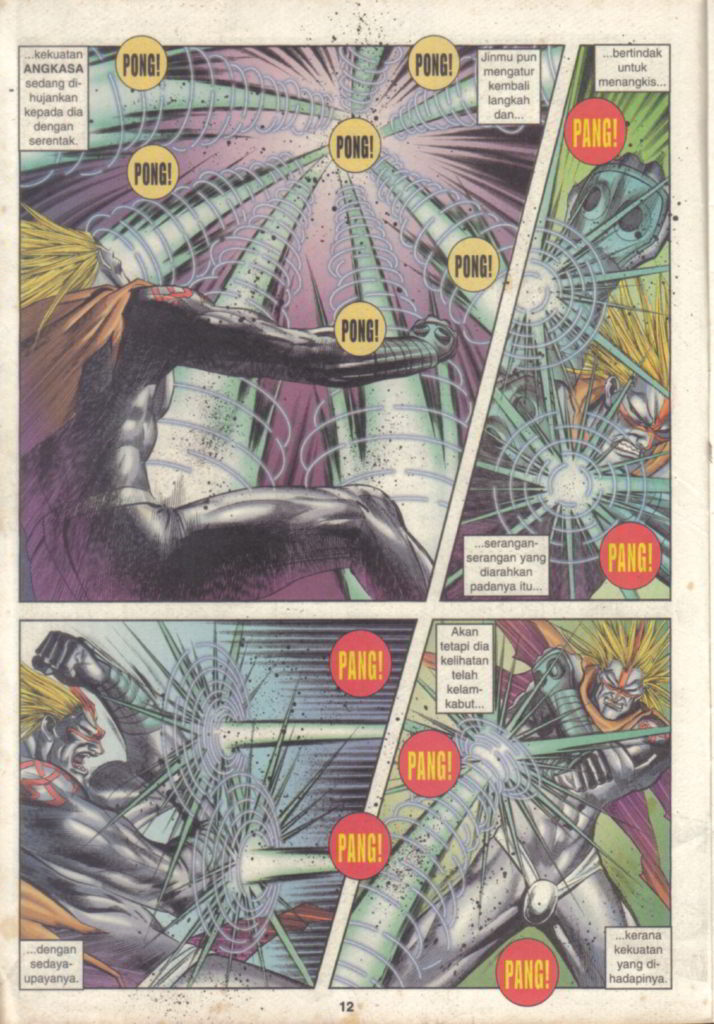 ...kekuatan
ANGKASA
sedang di-
hujankan
kepada dia
dengan
serentak.
PONG!
PONG!
PONG!
PONG!
PONG!
PONG!
Jinmu pun
mengatur
kembali
langkah
dan...
...bertindak
untuk
menangkis...
PANG!
...serangan-
serangan yang
diarahkan
padanya itu...
PANG!
PANG!
PANG!
...dengan
sedaya-
upayanya.
Akan
tetapi dia
kelihatan
telah
kelam-
kabut...
PANG!
PANG!
...kerana
kekuatan
yang di-
hadapinya.
12